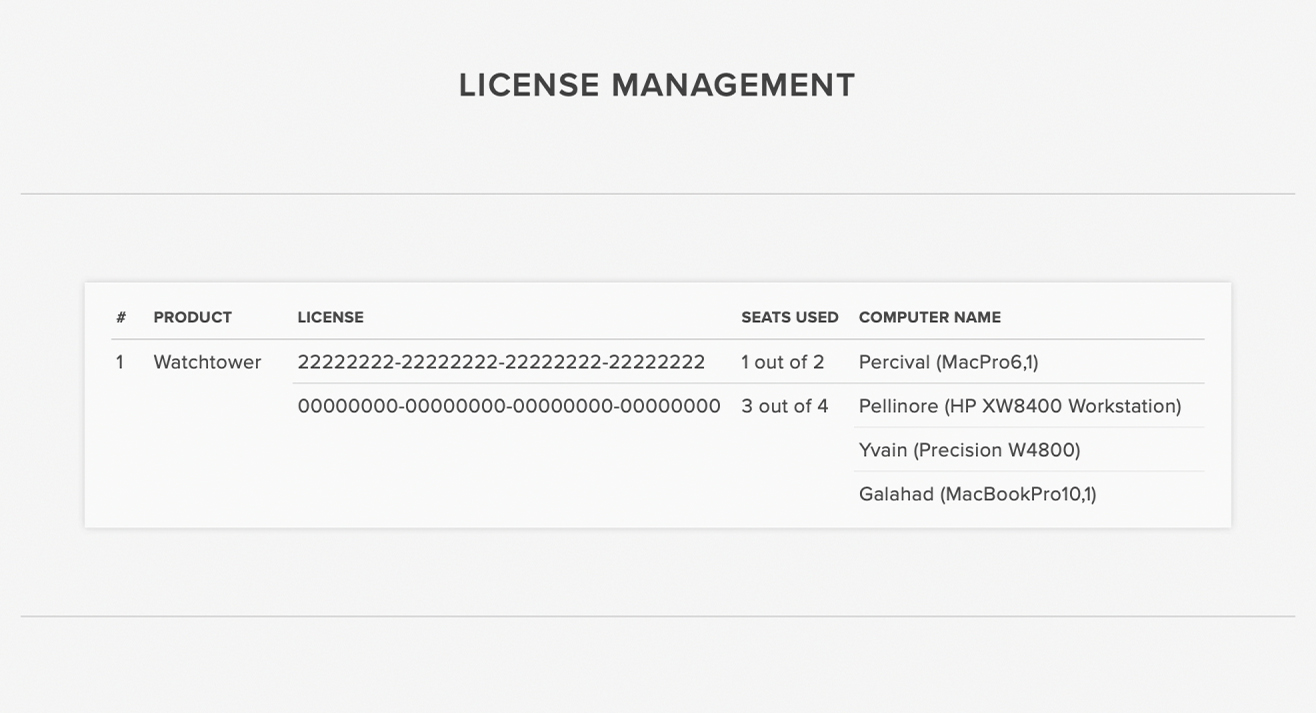 LICENSE MANAGEMENT
# PRODUCT LICENSE SEATS USED COMPUTER NAME
1 Watchtower 22222222-22222222-22222222-22222222 1 out of 2 Percival (MacPro6,1)
00000000-00000000-00000000-00000000 3 out of 4 Pellinore (HP XW8400 Workstation)
Yvain (Precision W4800)
Galahad (MacBookPro10,1)